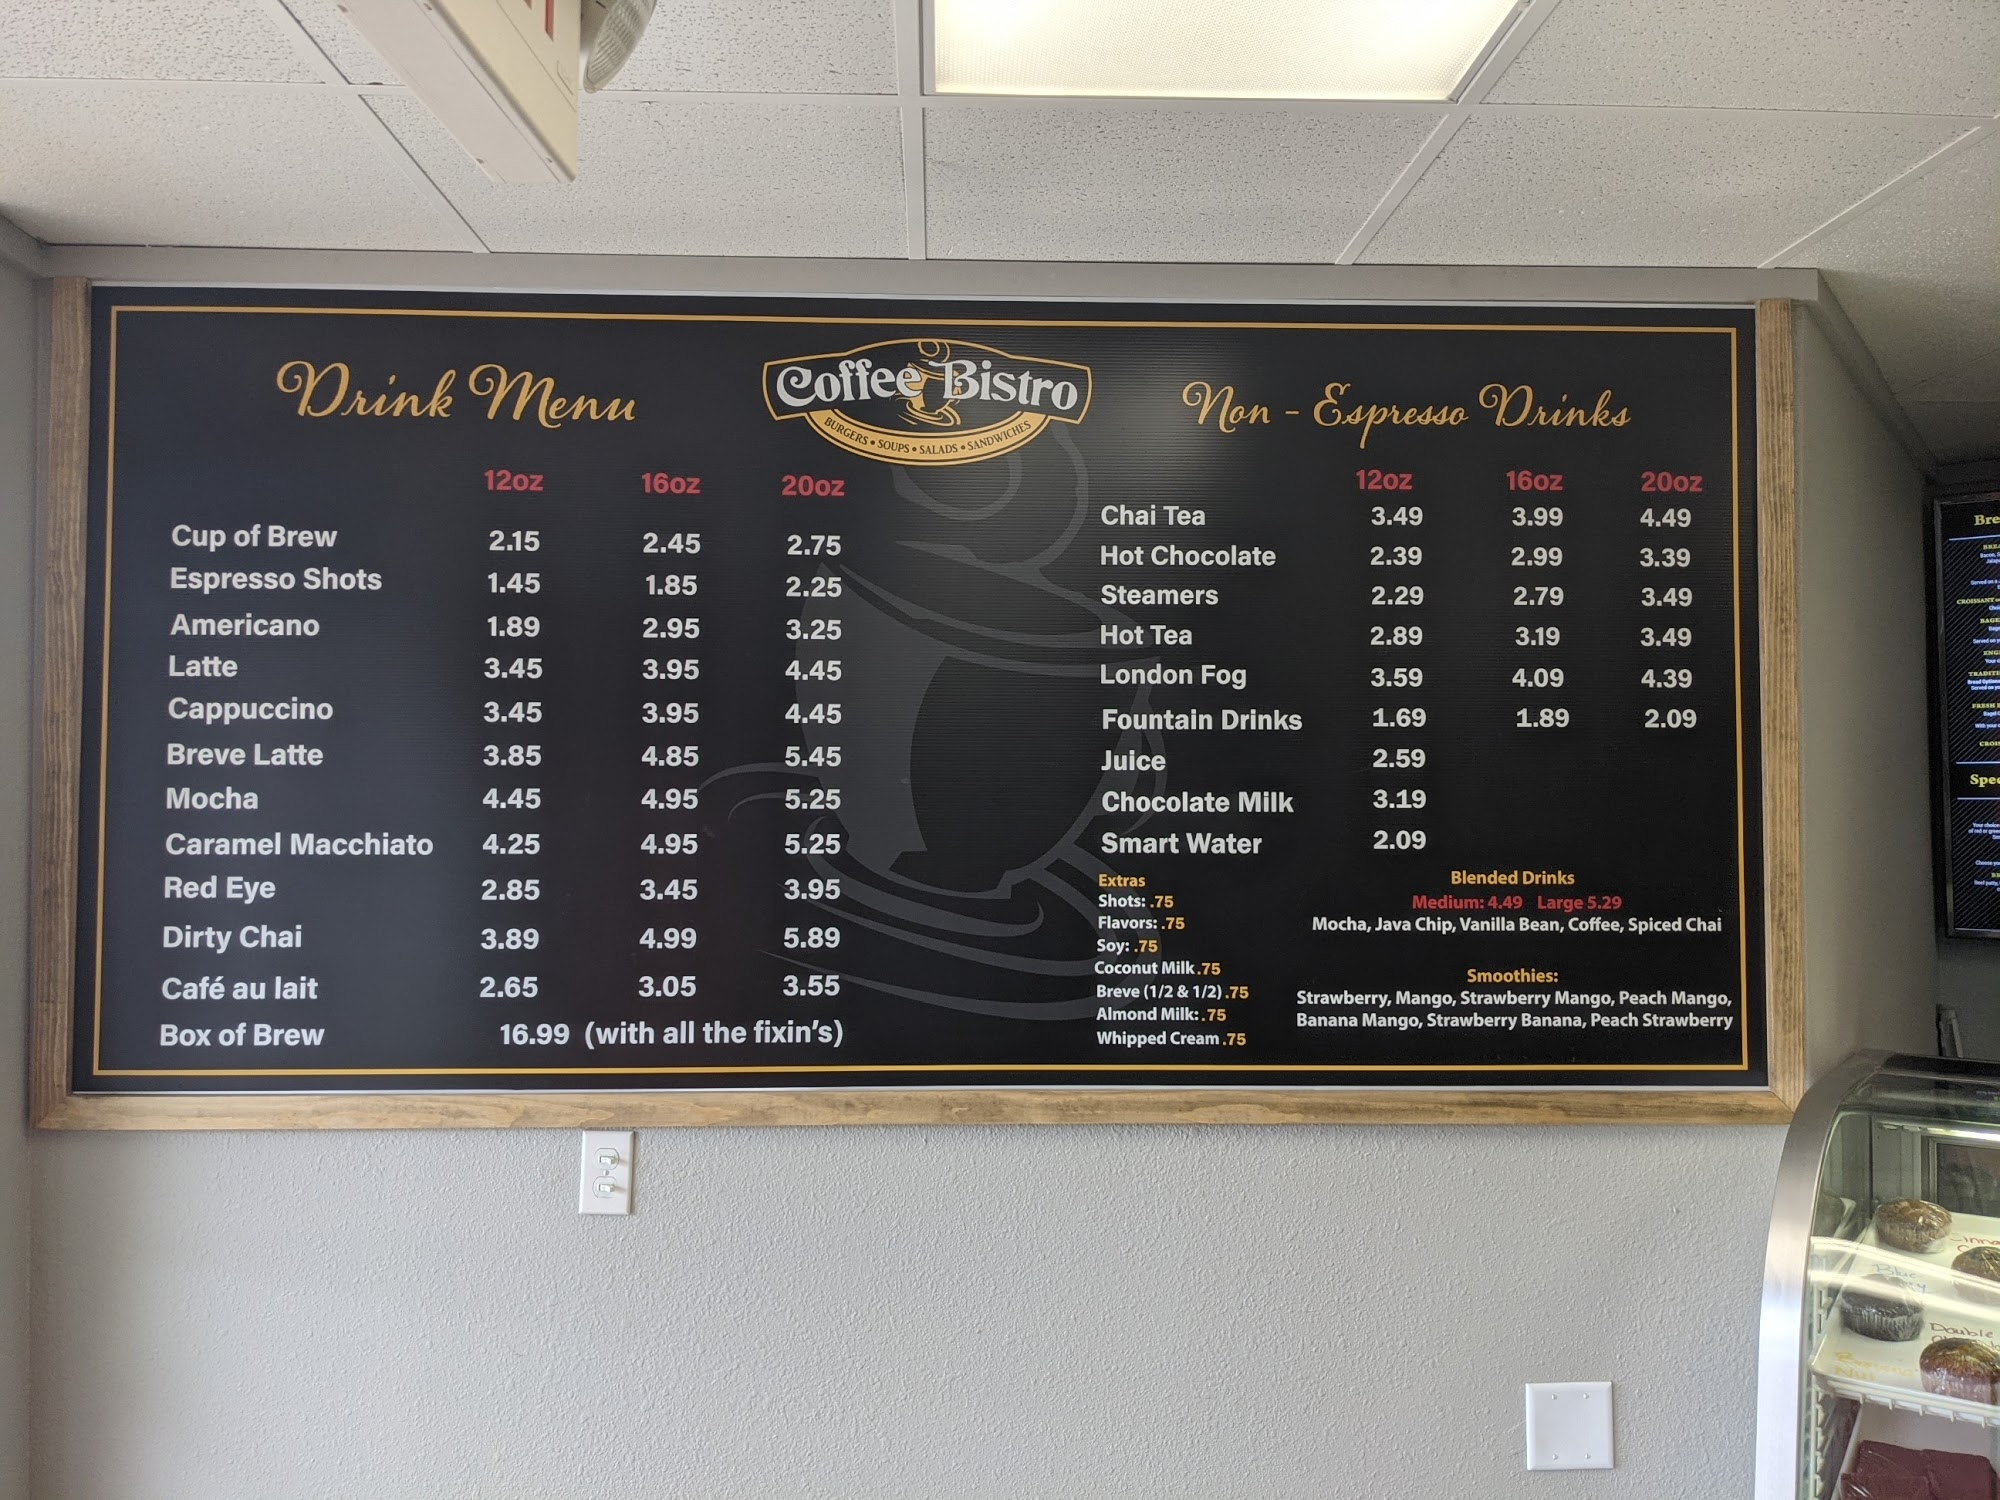 Coffee Bistro
BURGERS • SOUPS • SALADS • SANDWICHES
Drink Menu
12oz 16oz 20oz
Cup of Brew 2.15 2.45 2.75
Espresso Shots 1.45 1.85 2.25
Americano 1.89 2.95 3.25
Latte 3.45 3.95 4.45
Cappuccino 3.45 3.95 4.45
Breve Latte 3.85 4.85 5.45
Mocha 4.45 4.95 5.25
Caramel Macchiato 4.25 4.95 5.25
Red Eye 2.85 3.45 3.95
Dirty Chai 3.89 4.99 5.89
Café au lait 2.65 3.05 3.55
Box of Brew 16.99 (with all the fixin's)
Non - Espresso Drinks
12oz 16oz 20oz
Chai Tea 3.49 3.99 4.49
Hot Chocolate 2.39 2.99 3.39
Steamers 2.29 2.79 3.49
Hot Tea 2.89 3.19 3.49
London Fog 3.59 4.09 4.39
Fountain Drinks 1.69 1.89 2.09
Juice 2.59
Chocolate Milk 3.19
Smart Water 2.09
Extras
Shots: .75
Flavors: .75
Soy: .75
Coconut Milk .75
Breve (1/2 & 1/2) .75
Almond Milk: .75
Whipped Cream .75
Blended Drinks
Medium: 4.49 Large 5.29
Mocha, Java Chip, Vanilla Bean, Coffee, Spiced Chai
Smoothies:
Strawberry, Mango, Strawberry Mango, Peach Mango,
Banana Mango, Strawberry Banana, Peach Strawberry
Double